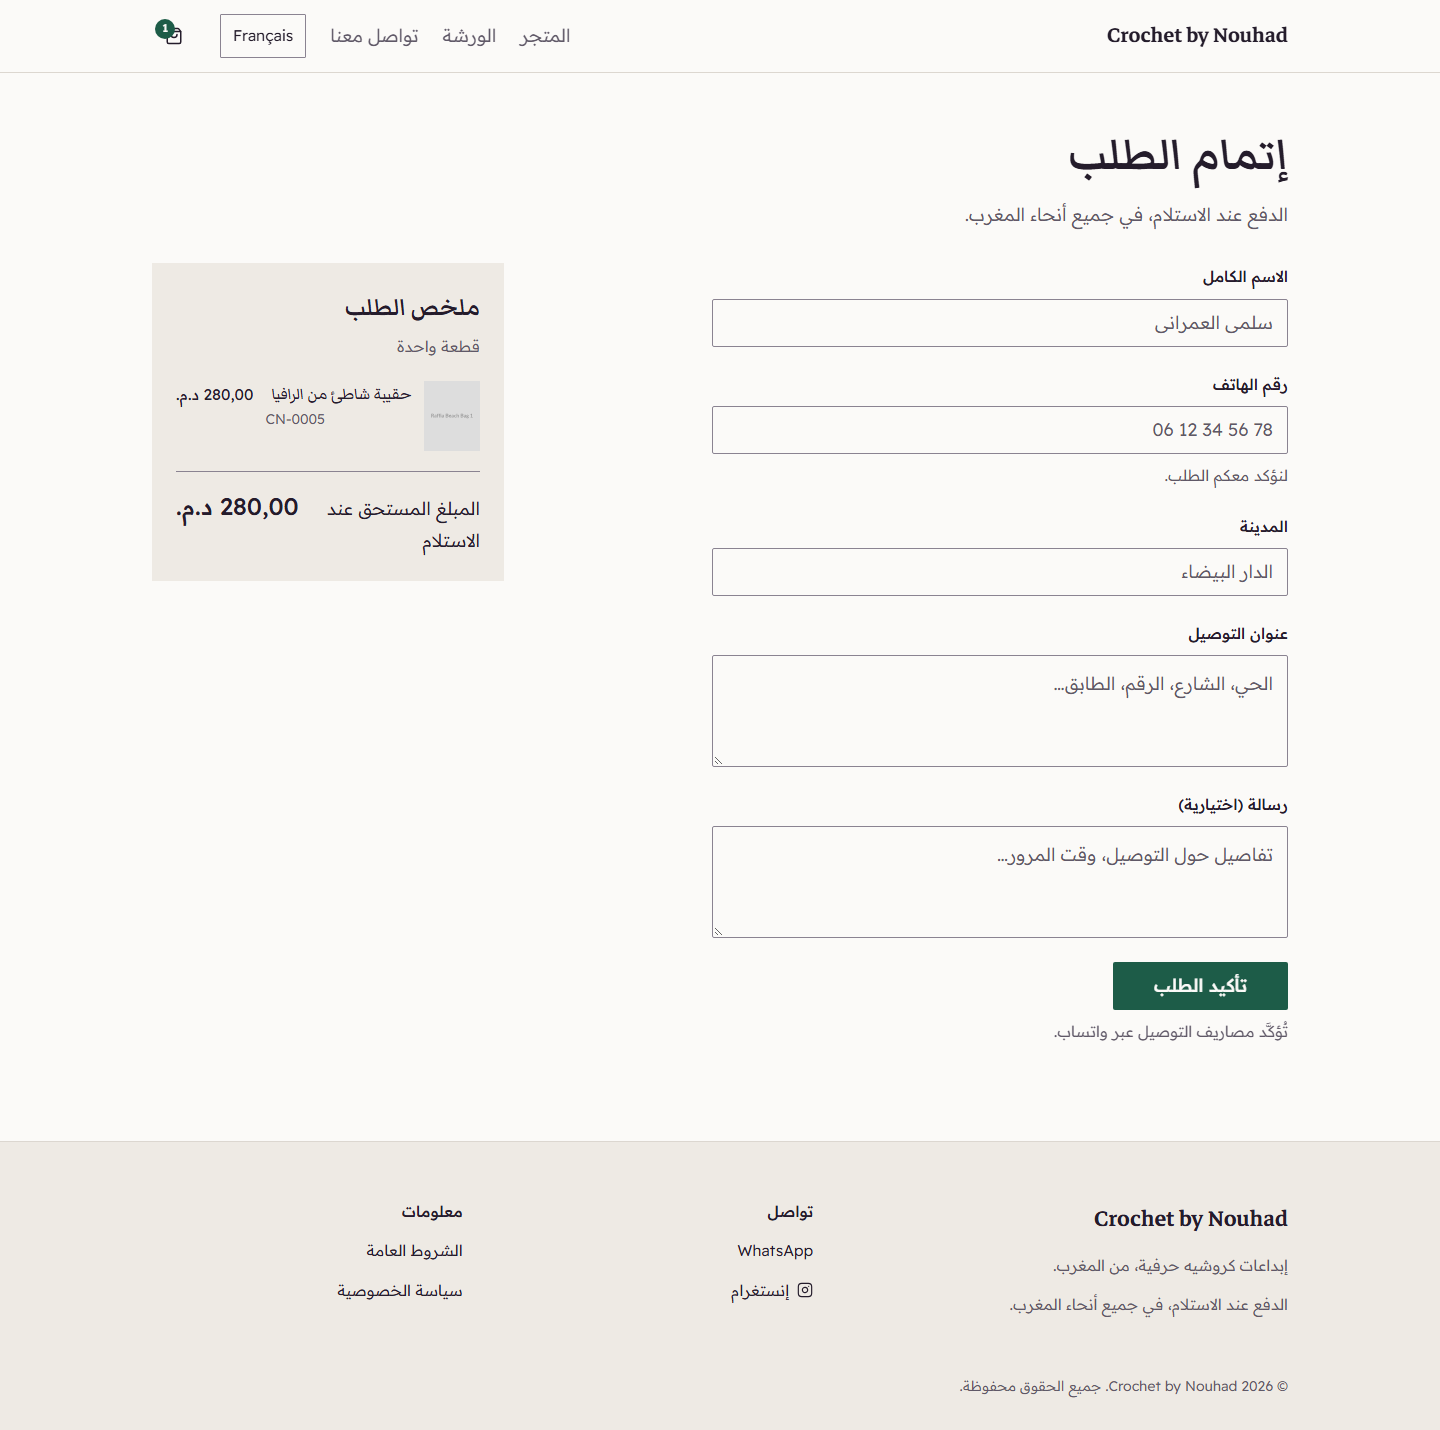 Crochet by Nouhad
المتجر
الورشة
تواصل معنا
Français
1
إتمام الطلب
الدفع عند الاستلام، في جميع أنحاء المغرب.
الاسم الكامل
سلمى العمراني
رقم الهاتف
06 12 34 56 78
لنؤكد معكم الطلب.
المدينة
الدار البيضاء
عنوان التوصيل
الحي، الشارع، الرقم، الطابق…
رسالة (اختيارية)
تفاصيل حول التوصيل، وقت المرور…
تأكيد الطلب
تُؤكَّد مصاريف التوصيل عبر واتساب.
ملخص الطلب
قطعة واحدة
Raffia Beach Bag 1
حقيبة شاطئ من الرافيا
280,00 د.م.
CN-0005
المبلغ المستحق عند
الاستلام
280,00 د.م.
Crochet by Nouhad
إبداعات كروشيه حرفية، من المغرب.
الدفع عند الاستلام، في جميع أنحاء المغرب.
تواصل
WhatsApp
إنستغرام
معلومات
الشروط العامة
سياسة الخصوصية
© 2026 Crochet by Nouhad. جميع الحقوق محفوظة.